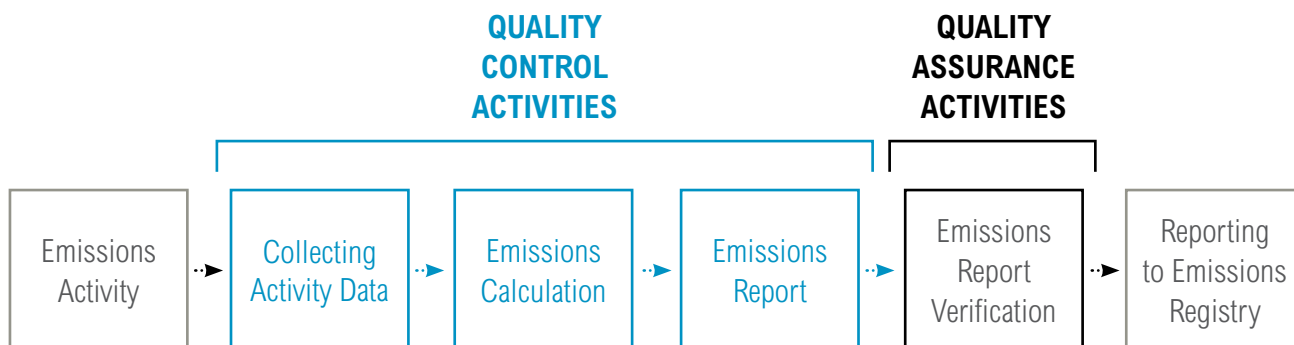 QUALITY
CONTROL
ACTIVITIES
QUALITY
ASSURANCE
ACTIVITIES
Emissions
Activity
Collecting
Activity Data
Emissions
Calculation
Emissions
Report
Emissions
Report
Verification
Reporting
to Emissions
Registry